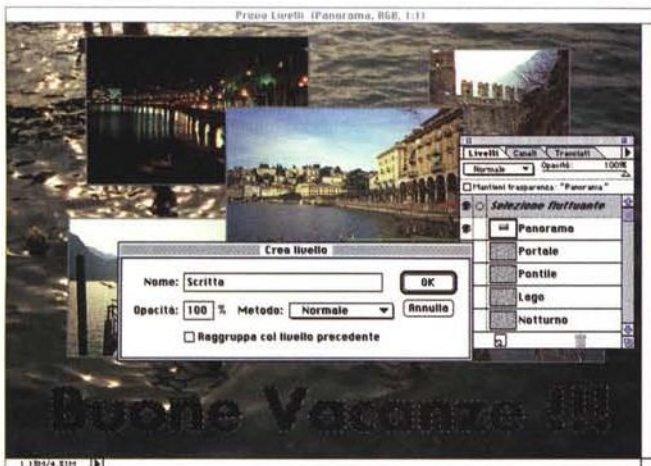 Prova Livelli (Panorama, RGB, 1:1)
Livelli Canali Tracciati
Normale Opacità: 100%
Mantieni trasparenza: "Panorama"
Selezione fluttuante
Panorama
Portale
Pontile
Lago
Notturno
Crea livello
Nome: Scritta
OK
Opacità: 100 % Metodo: Normale
Annulla
Raggruppa col livello precedente
Buone Vacanze !!!